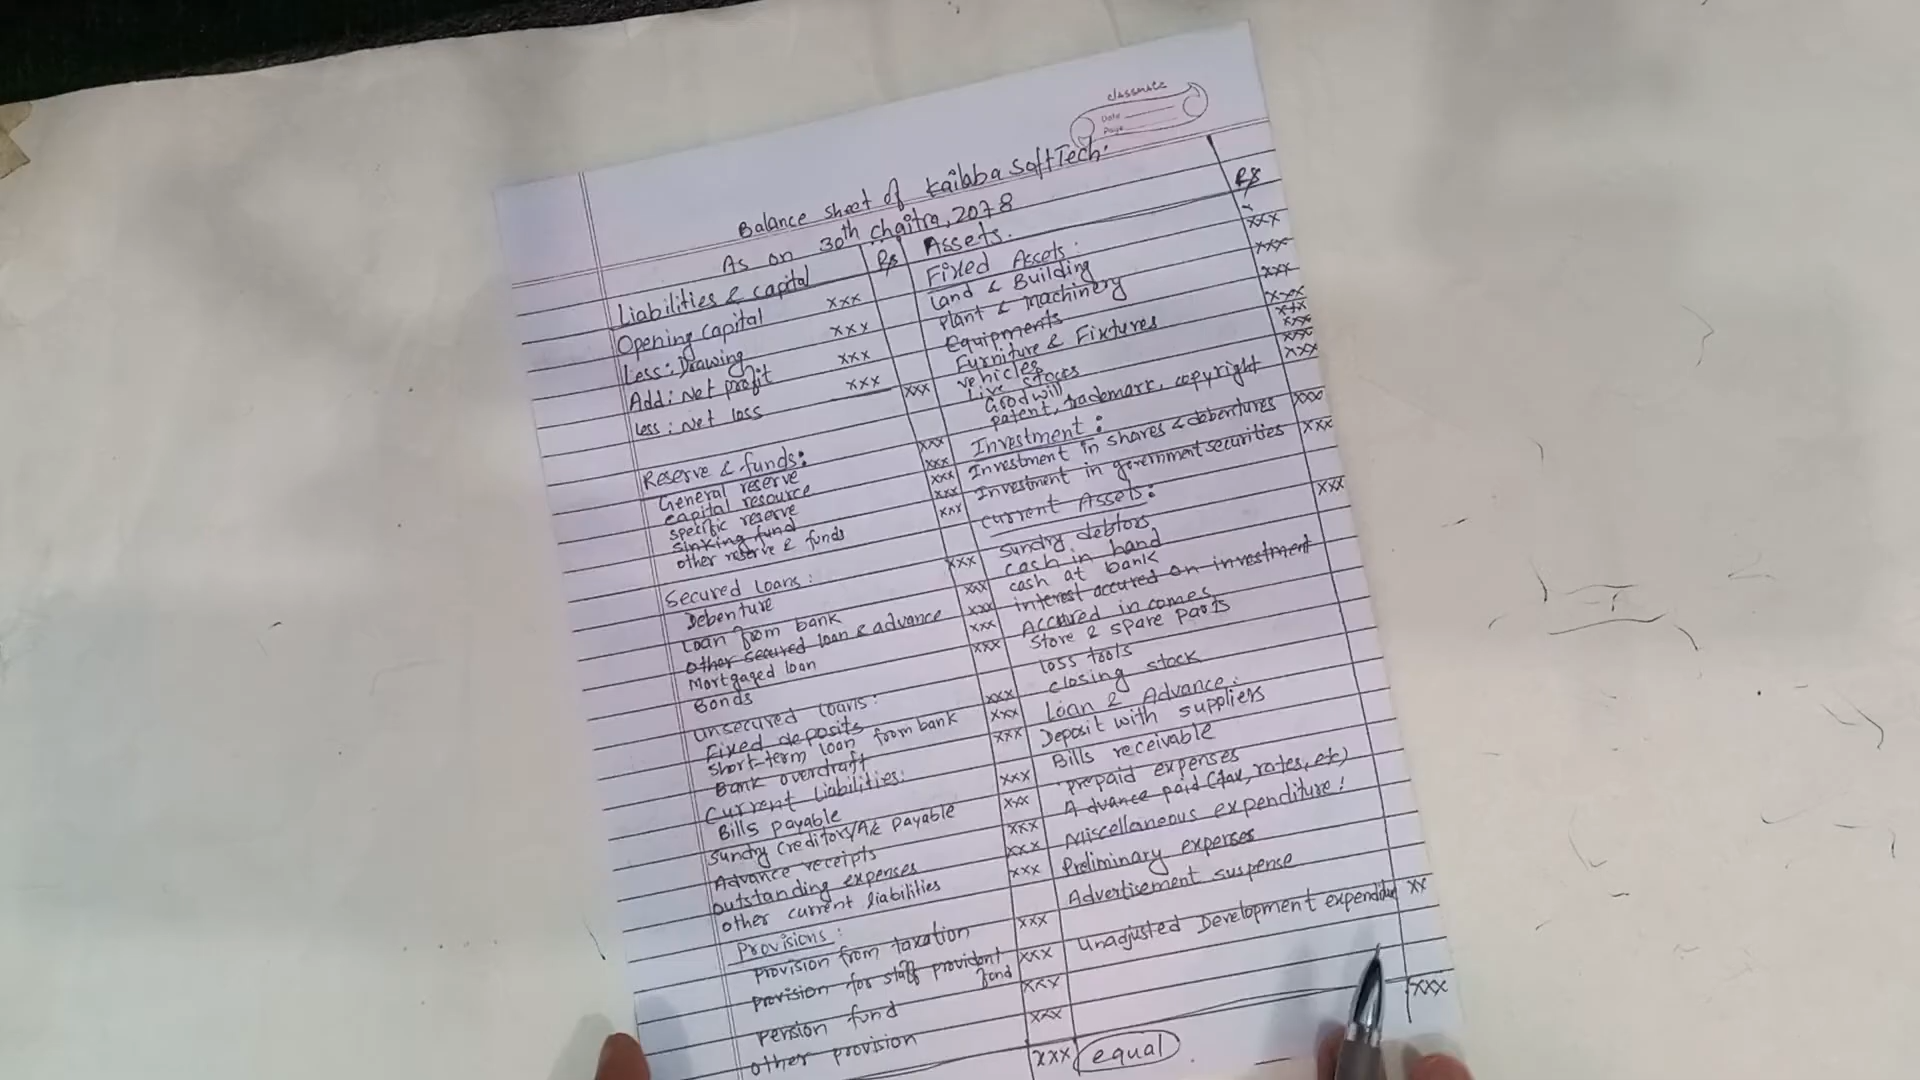 classmate
Date
Page
Balance sheet of Kailaba SoftTech.
As on 30th chaitra, 2078
Liabilities & capital Rs
Opening capital xxx
Less: Drawing xxx
Add: Net profit xxx
Less: Net loss xxx xxx
Reserve & funds:
General reserve xxx
capital resource xxx
specific reserve xxx
sinking fund xxx
other reserve & funds xxx
Secured loans:
Debenture xxx
Loan from bank xxx
other secured loan & advance xxx
Mortgaged loan xxx
Bonds xxx
unsecured loans:
Fixed deposits xxx
short-term loan from bank xxx
Bank overdraft xxx
Current liabilities:
Bills payable xxx
sundry creditors/A/c payable xxx
Advance receipts xxx
outstanding expenses xxx
other current liabilities xxx
Provisions:
provision from taxation xxx
provision for staff provident fund xxx
pension fund xxx
other provision xxx
xxx
Assets. Rs
Fixed Assets:
Land & Building xxx
plant & Machinery xxx
Equipments xxx
Furniture & Fixtures xxx
vehicles xxx
Live stocks xxx
Goodwill xxx
patent, trademark, copyright xxx
Investment:
Investment in shares & debentures xxx
Investment in government securities xxx
current Assets:
sundry debtors xxx
cash in hand
cash at bank
interest accured on investment
Accured incomes
store & spare parts
loss tools
closing stock
Loan & Advance:
Deposit with suppliers
Bills receivable
prepaid expenses
Advance paid (tax, rates, etc)
Miscellaneous expenditure:
Preliminary expenses
Advertisement suspense
unadjusted Development expenditure xx
xxx
equal